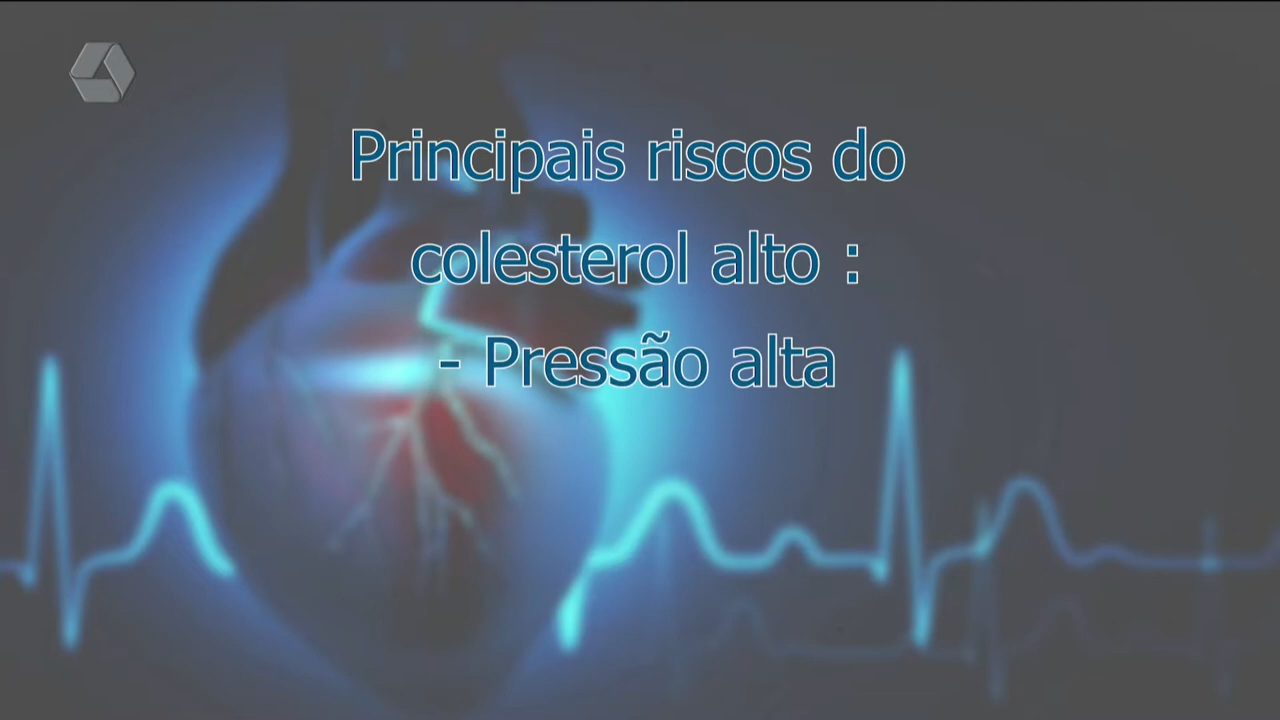 Principais riscos do
colesterol alto :
- Pressão alta